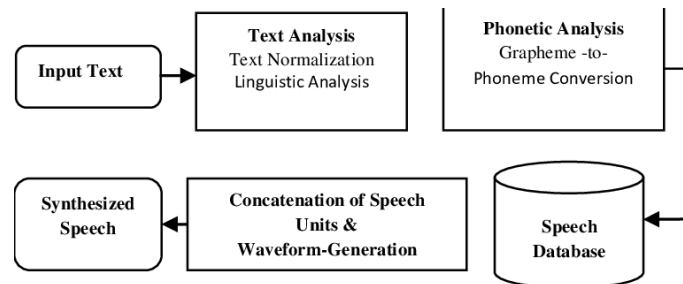 Input Text
Text Analysis
Text Normalization
Linguistic Analysis
Phonetic Analysis
Grapheme -to-
Phoneme Conversion
Synthesized
Speech
Concatenation of Speech
Units &
Waveform-Generation
Speech
Database